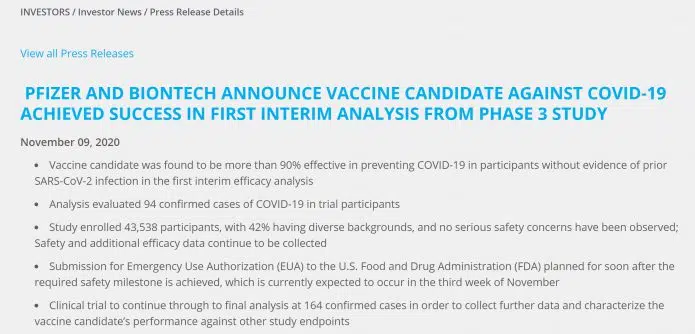 INVESTORS / Investor News / Press Release Details
View all Press Releases
PFIZER AND BIONTECH ANNOUNCE VACCINE CANDIDATE AGAINST COVID-19
ACHIEVED SUCCESS IN FIRST INTERIM ANALYSIS FROM PHASE 3 STUDY
November 09, 2020
• Vaccine candidate was found to be more than 90% effective in preventing COVID-19 in participants without evidence of prior
SARS-CoV-2 infection in the first interim efficacy analysis
• Analysis evaluated 94 confirmed cases of COVID-19 in trial participants
• Study enrolled 43,538 participants, with 42% having diverse backgrounds, and no serious safety concerns have been observed;
Safety and additional efficacy data continue to be collected
• Submission for Emergency Use Authorization (EUA) to the U.S. Food and Drug Administration (FDA) planned for soon after the
required safety milestone is achieved, which is currently expected to occur in the third week of November
• Clinical trial to continue through to final analysis at 164 confirmed cases in order to collect further data and characterize the
vaccine candidate’s performance against other study endpoints